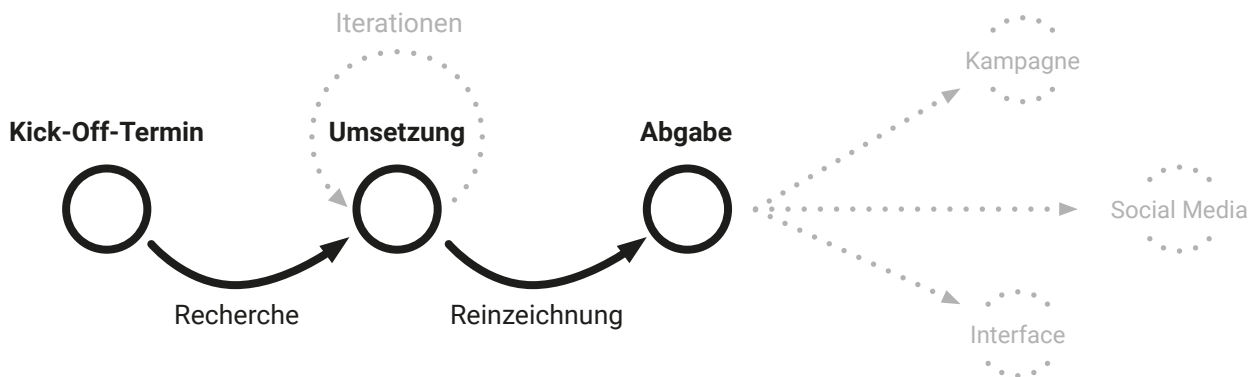 Iterationen
Kampagne
Kick-Off-Termin
Umsetzung
Abgabe
Social Media
Recherche
Reinzeichnung
Interface